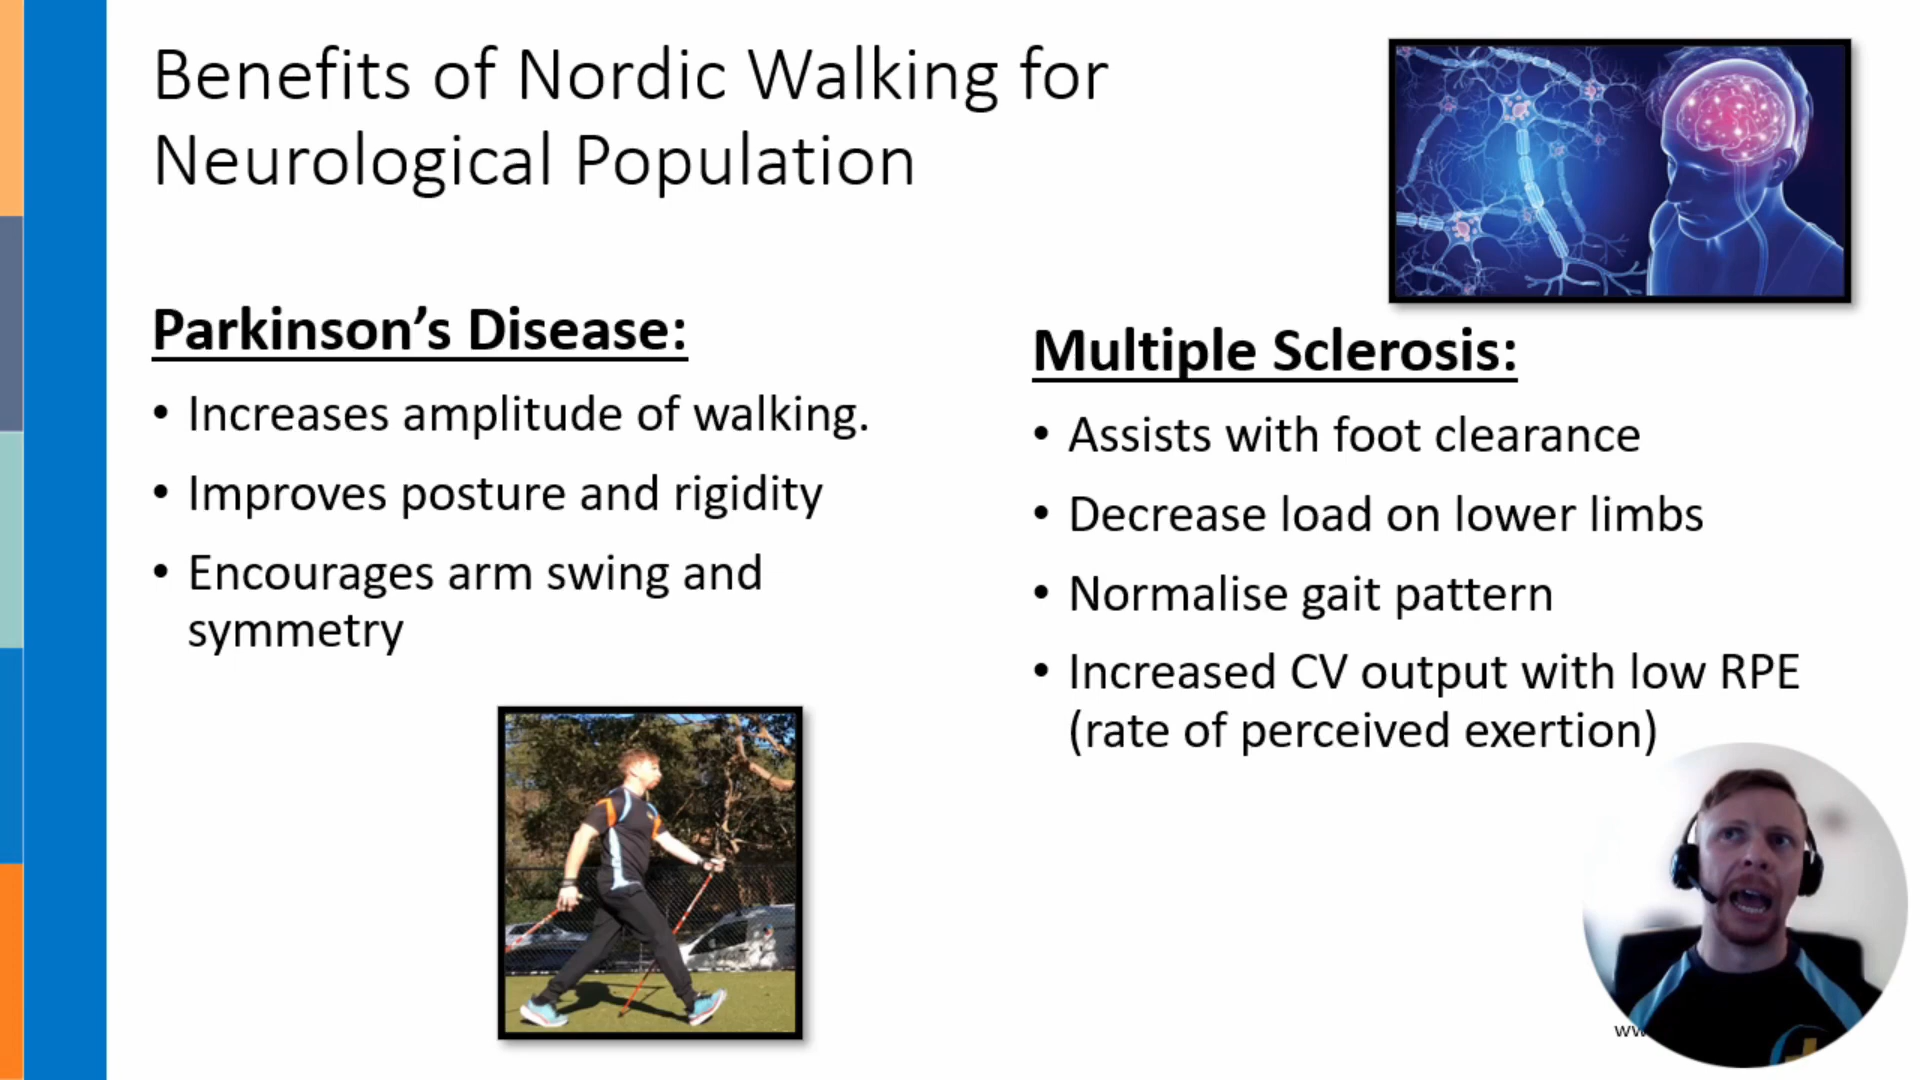 Benefits of Nordic Walking for
Neurological Population
Parkinson’s Disease:
• Increases amplitude of walking.
• Improves posture and rigidity
• Encourages arm swing and
symmetry
Multiple Sclerosis:
• Assists with foot clearance
• Decrease load on lower limbs
• Normalise gait pattern
• Increased CV output with low RPE
(rate of perceived exertion)